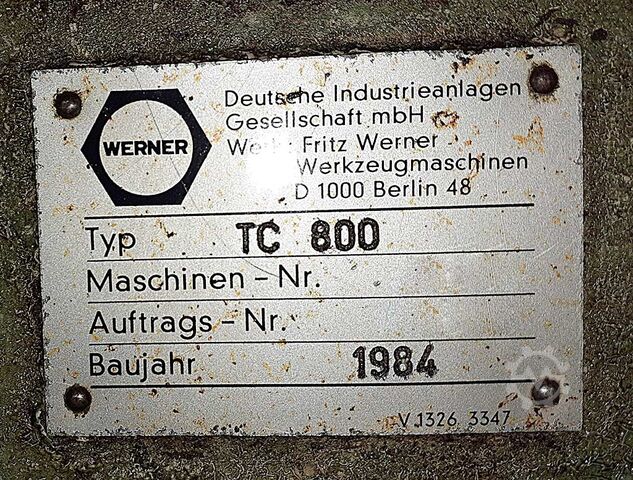 WERNER
Deutsche Industrieanlagen
Gesellschaft mbH
Werk: Fritz Werner
Werkzeugmaschinen
D 1000 Berlin 48
Typ TC 800
Maschinen-Nr.
Auftrags-Nr.
Baujahr 1984
V 1326 3347